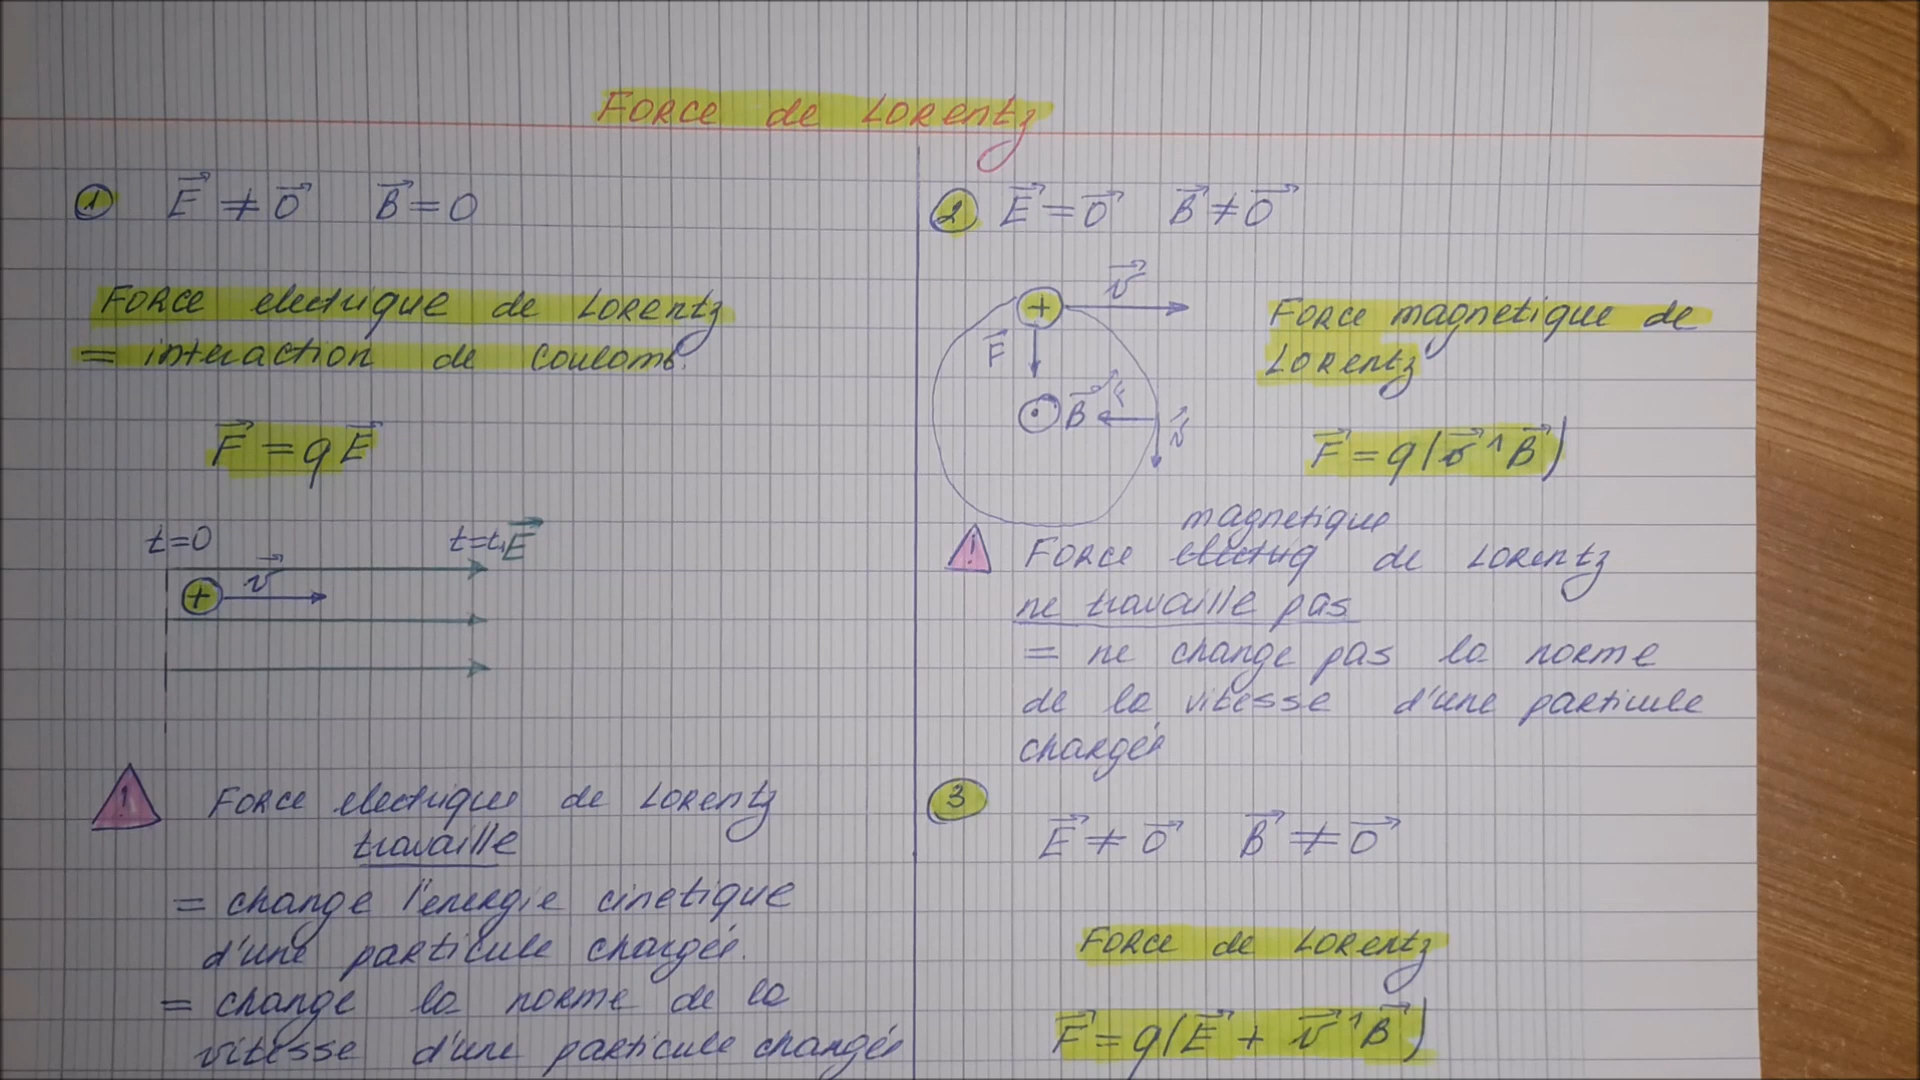 Force de Lorentz
① E⃗ ≠ 0⃗ B⃗ = 0
Force electrique de Lorentz
= interaction de Coulomb.
F⃗ = q E⃗
t=0 t=t₁ E⃗
+ v⃗
! Force electrique de Lorentz
travaille
= change l'energie cinetique
d'une particule chargée.
= change la norme de la
vitesse d'une particule chargée
② E⃗ = 0⃗ B⃗ ≠ 0⃗
+ v⃗
F⃗
B⃗ F⃗
v⃗
Force magnetique de
Lorentz
F⃗ = q(v⃗ ^ B⃗)
magnetique
! Force electriq de Lorentz
ne travaille pas
= ne change pas la norme
de la vitesse d'une particule
chargée
③
E⃗ ≠ 0⃗ B⃗ ≠ 0⃗
Force de Lorentz
F⃗ = q(E⃗ + v⃗ ^ B⃗)